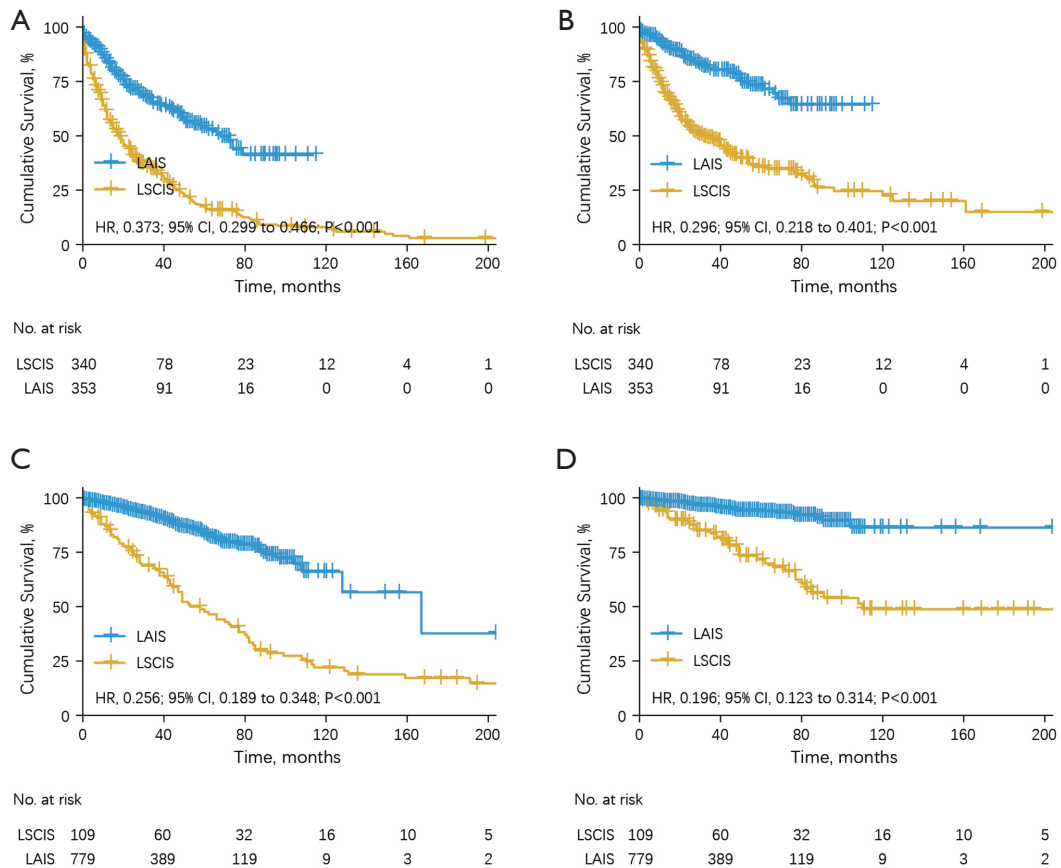 A
Cumulative Survival, %
100
75
50
25
0
LAIS
LSCIS
HR, 0.373; 95% CI, 0.299 to 0.466; P<0.001
0 40 80 120 160 200
Time, months
No. at risk
LSCIS 340 78 23 12 4 1
LAIS 353 91 16 0 0 0
B
Cumulative Survival, %
100
75
50
25
0
LAIS
LSCIS
HR, 0.296; 95% CI, 0.218 to 0.401; P<0.001
0 40 80 120 160 200
Time, months
No. at risk
LSCIS 340 78 23 12 4 1
LAIS 353 91 16 0 0 0
C
Cumulative Survival, %
100
75
50
25
0
LAIS
LSCIS
HR, 0.256; 95% CI, 0.189 to 0.348; P<0.001
0 40 80 120 160 200
Time, months
No. at risk
LSCIS 109 60 32 16 10 5
LAIS 779 389 119 9 3 2
D
Cumulative Survival, %
100
75
50
25
0
LAIS
LSCIS
HR, 0.196; 95% CI, 0.123 to 0.314; P<0.001
0 40 80 120 160 200
Time, months
No. at risk
LSCIS 109 60 32 16 10 5
LAIS 779 389 119 9 3 2